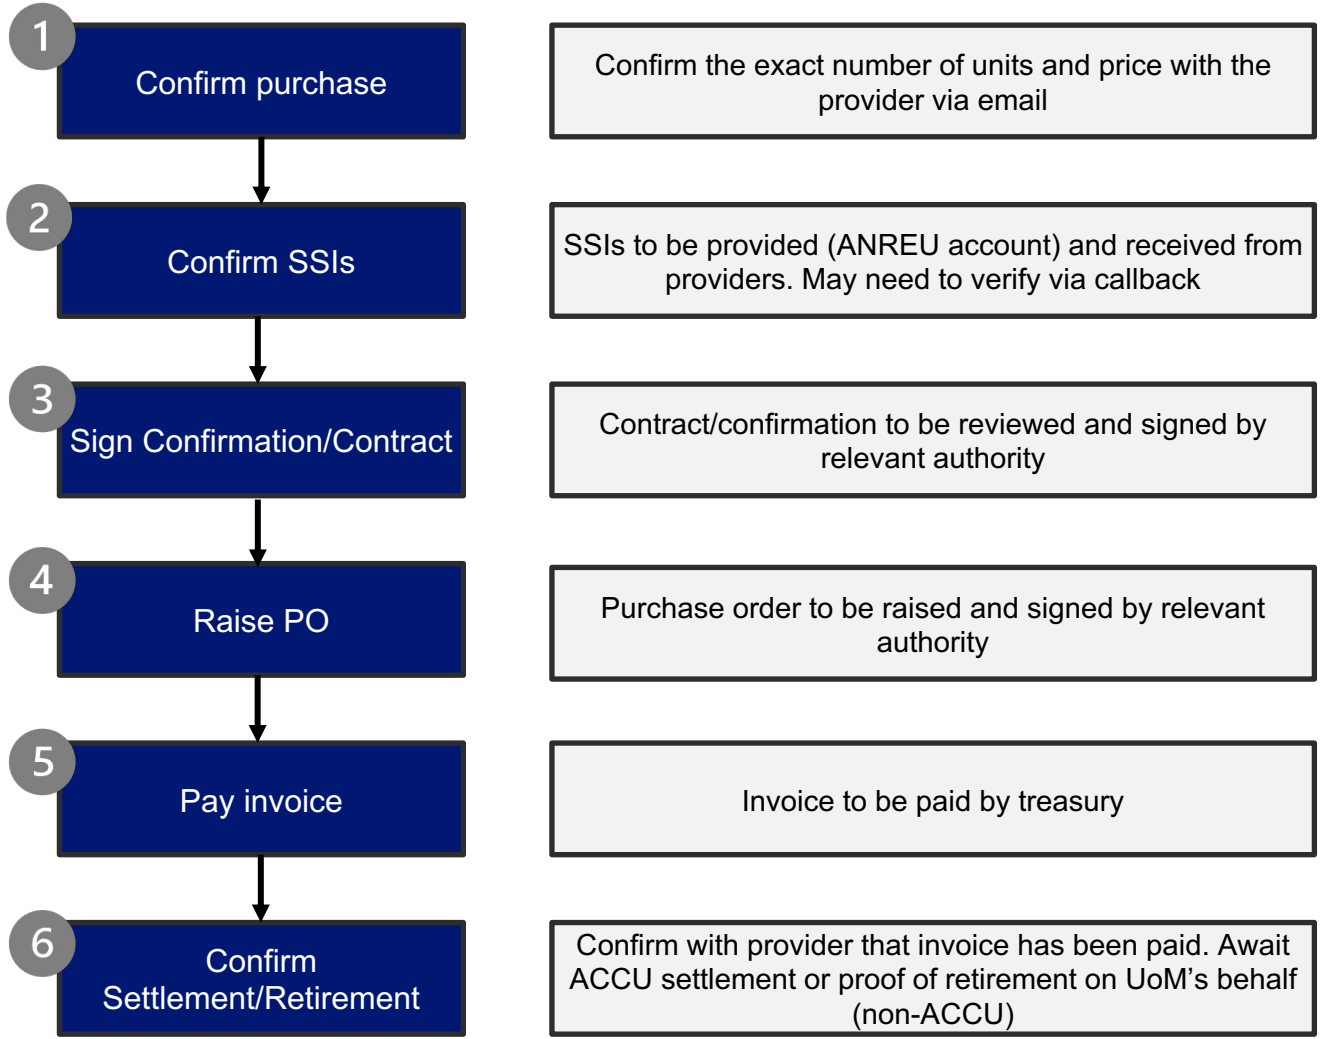 1
Confirm purchase
Confirm the exact number of units and price with the
provider via email
2
Confirm SSIs
SSIs to be provided (ANREU account) and received from
providers. May need to verify via callback
3
Sign Confirmation/Contract
Contract/confirmation to be reviewed and signed by
relevant authority
4
Raise PO
Purchase order to be raised and signed by relevant
authority
5
Pay invoice
Invoice to be paid by treasury
6
Confirm
Settlement/Retirement
Confirm with provider that invoice has been paid. Await
ACCU settlement or proof of retirement on UoM’s behalf
(non-ACCU)